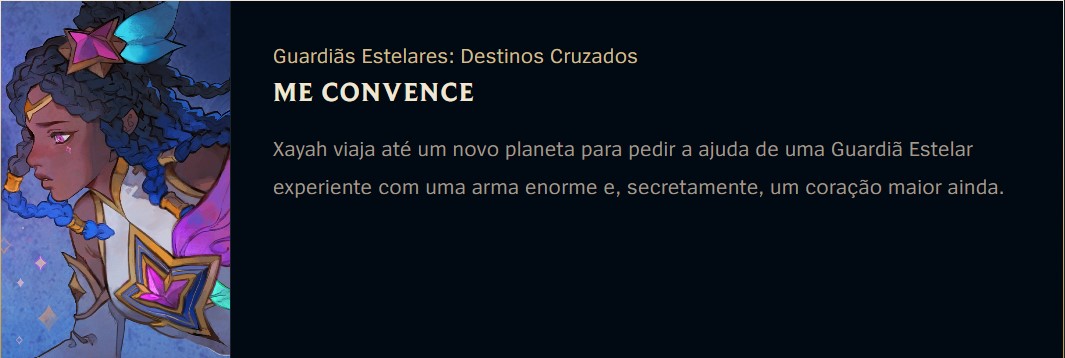 Guardiãs Estelares: Destinos Cruzados
ME CONVENCE
Xayah viaja até um novo planeta para pedir a ajuda de uma Guardiã Estelar
experiente com uma arma enorme e, secretamente, um coração maior ainda.